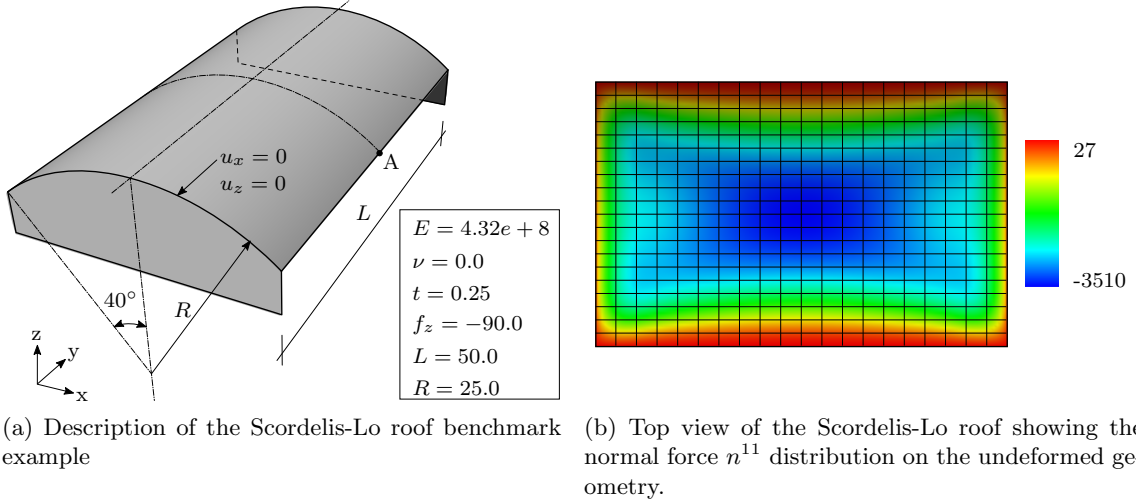 u_x = 0
u_z = 0
A
L
R
40°
z
y
x
E = 4.32e + 8
ν = 0.0
t = 0.25
f_z = −90.0
L = 50.0
R = 25.0
27
-3510
(a) Description of the Scordelis-Lo roof benchmark
example
(b) Top view of the Scordelis-Lo roof showing the
normal force n^{11} distribution on the undeformed ge-
ometry.